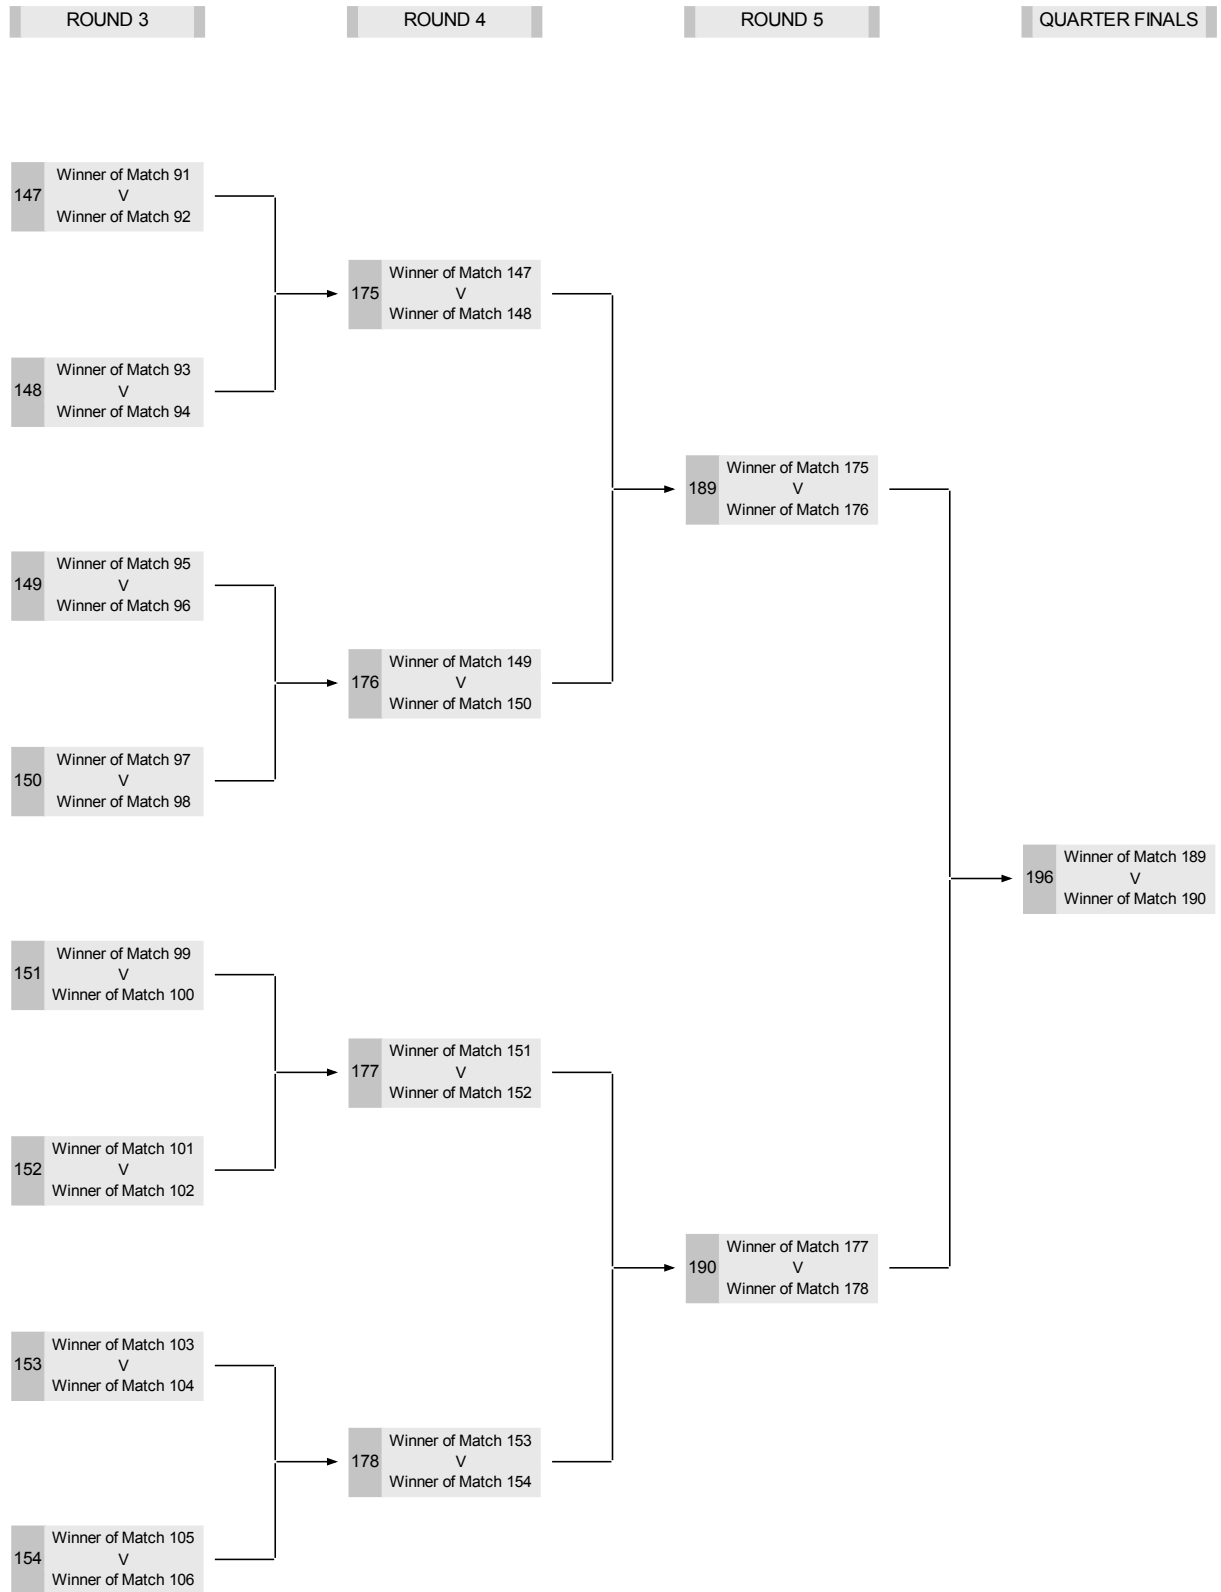 ROUND 3
ROUND 4
ROUND 5
QUARTER FINALS
147
Winner of Match 91
V
Winner of Match 92
148
Winner of Match 93
V
Winner of Match 94
149
Winner of Match 95
V
Winner of Match 96
150
Winner of Match 97
V
Winner of Match 98
151
Winner of Match 99
V
Winner of Match 100
152
Winner of Match 101
V
Winner of Match 102
153
Winner of Match 103
V
Winner of Match 104
154
Winner of Match 105
V
Winner of Match 106
175
Winner of Match 147
V
Winner of Match 148
176
Winner of Match 149
V
Winner of Match 150
177
Winner of Match 151
V
Winner of Match 152
178
Winner of Match 153
V
Winner of Match 154
189
Winner of Match 175
V
Winner of Match 176
190
Winner of Match 177
V
Winner of Match 178
196
Winner of Match 189
V
Winner of Match 190